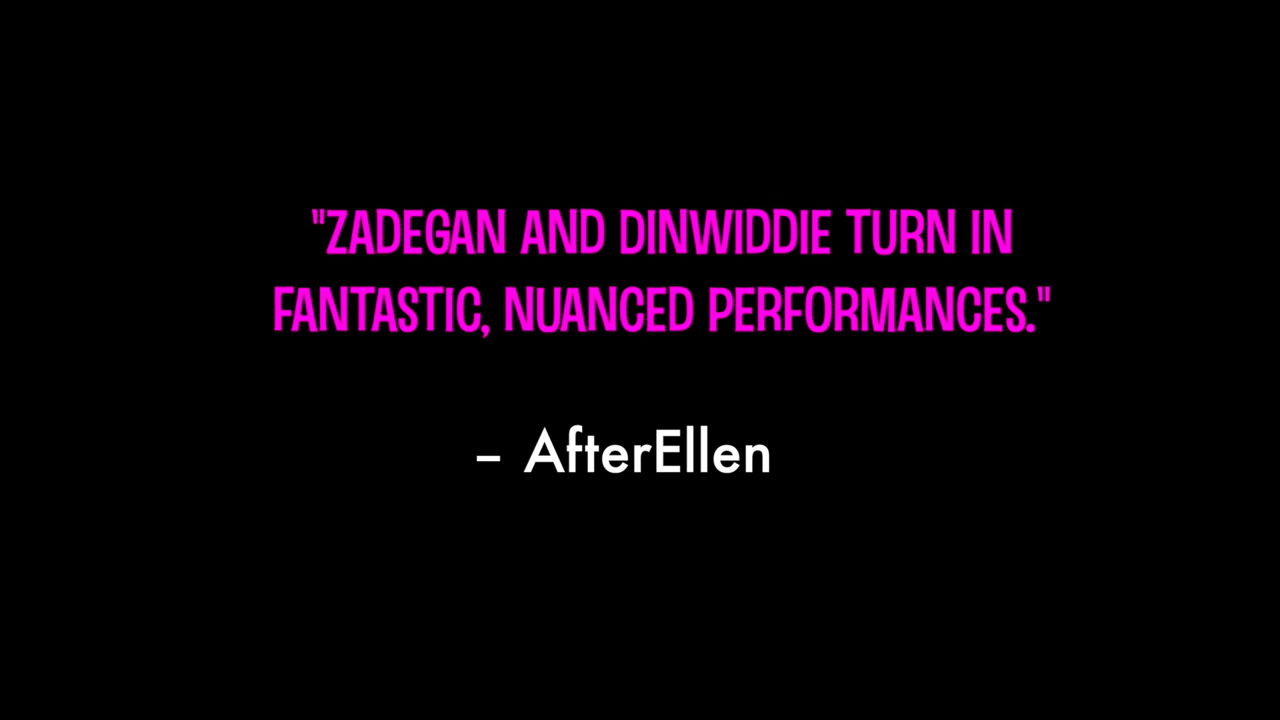 "ZADEGAN AND DINWIDDIE TURN IN
FANTASTIC, NUANCED PERFORMANCES."
– AfterEllen